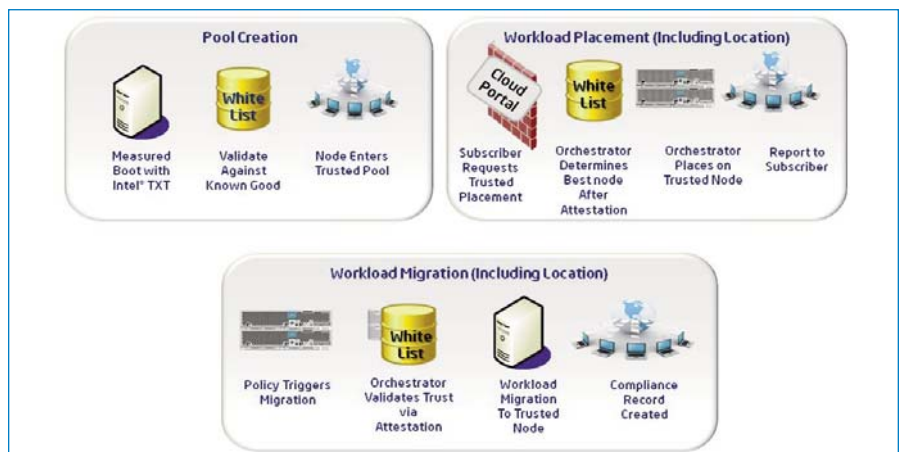 Pool Creation
White
List
Measured
Boot with
Intel® TXT
Validate
Against
Known Good
Node Enters
Trusted Pool
Workload Placement (Including Location)
Cloud
Portal
White
List
Subscriber
Requests
Trusted
Placement
Orchestrator
Determines
Best node
After
Attestation
Orchestrator
Places on
Trusted Node
Report to
Subscriber
Workload Migration (Including Location)
White
List
Policy Triggers
Migration
Orchestrator
Validates Trust
via
Attestation
Workload
Migration
To Trusted
Node
Compliance
Record
Created